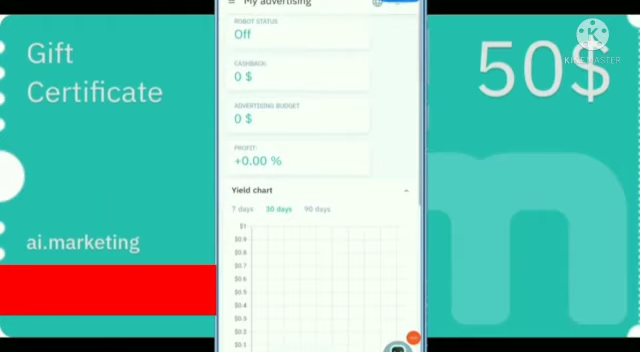 Gift
Certificate
50$
ai.marketing
KINEMASTER
My advertising
ROBOT STATUS
Off
CASHBACK:
0 $
ADVERTISING BUDGET
0 $
PROFIT:
+0.00 %
Yield chart
7 days 30 days 90 days
$1
$0.9
$0.8
$0.7
$0.6
$0.5
$0.4
$0.3
$0.2
$0.1